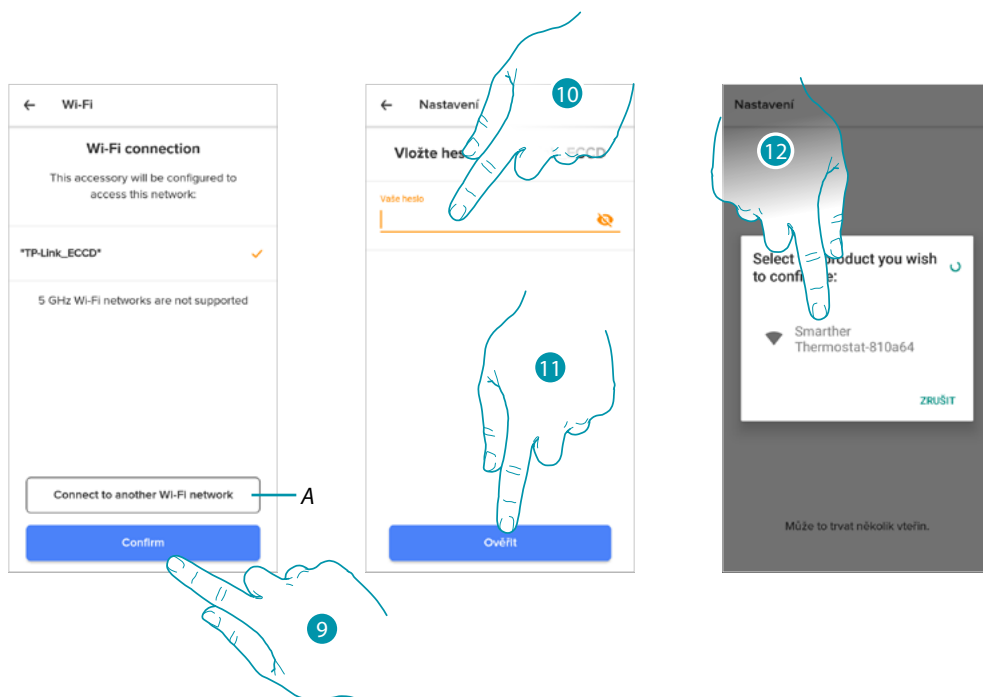 Wi-Fi
Wi-Fi connection
This accessory will be configured to
access this network:
"TP-Link_ECCD"
5 GHz Wi-Fi networks are not supported
Connect to another Wi-Fi network
A
Confirm
9
Nastavení
10
Vložte hes ECCD
Vaše heslo
11
Ověřit
Nastavení
12
Select product you wish
to confi e:
Smarther
Thermostat-810a64
ZRUŠIT
Může to trvat několik vteřin.